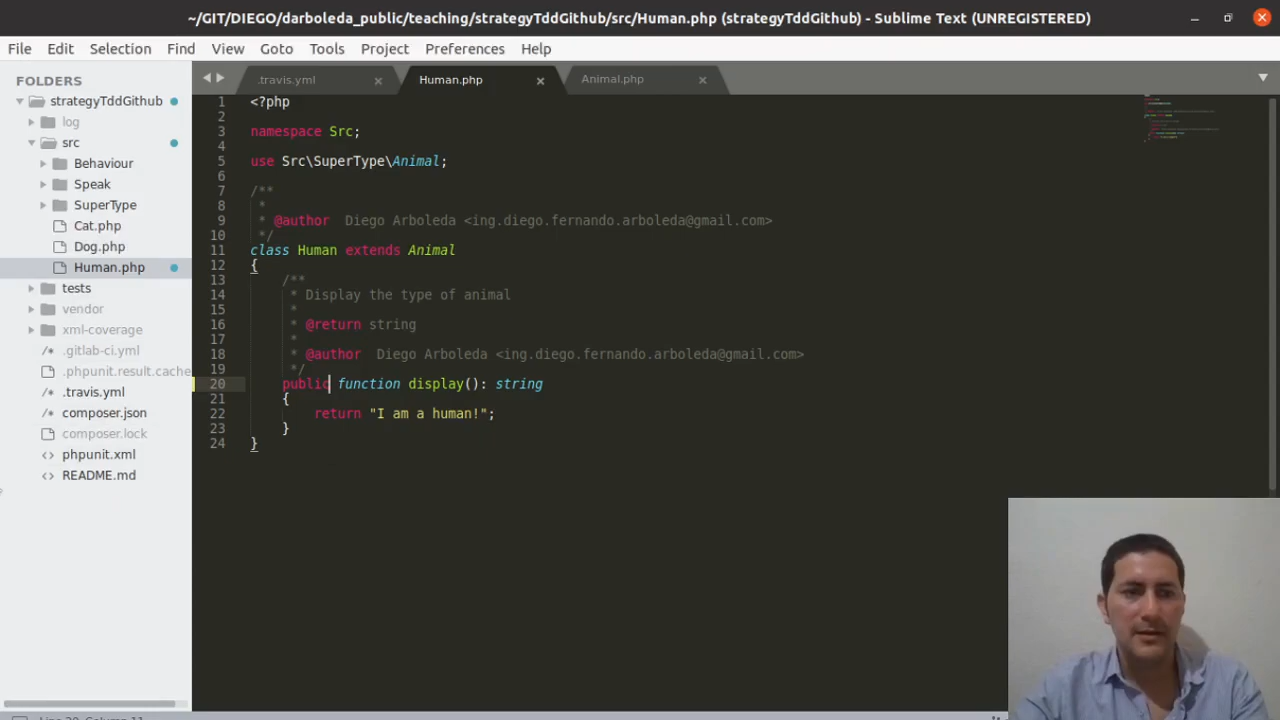 ~/GIT/DIEGO/darboleda_public/teaching/strategyTddGithub/src/Human.php (strategyTddGithub) - Sublime Text (UNREGISTERED)
File Edit Selection Find View Goto Tools Project Preferences Help
FOLDERS
strategyTddGithub
log
src
Behaviour
Speak
SuperType
Cat.php
Dog.php
Human.php
tests
vendor
xml-coverage
.gitlab-ci.yml
.phpunit.result.cache
.travis.yml
composer.json
composer.lock
phpunit.xml
README.md
.travis.yml Human.php Animal.php
1 <?php
2
3 namespace Src;
4
5 use Src\SuperType\Animal;
6
7 /**
8 *
9 * @author Diego Arboleda <ing.diego.fernando.arboleda@gmail.com>
10 */
11 class Human extends Animal
12 {
13 /**
14 * Display the type of animal
15 *
16 * @return string
17 *
18 * @author Diego Arboleda <ing.diego.fernando.arboleda@gmail.com>
19 */
20 public function display(): string
21 {
22 return "I am a human!";
23 }
24 }